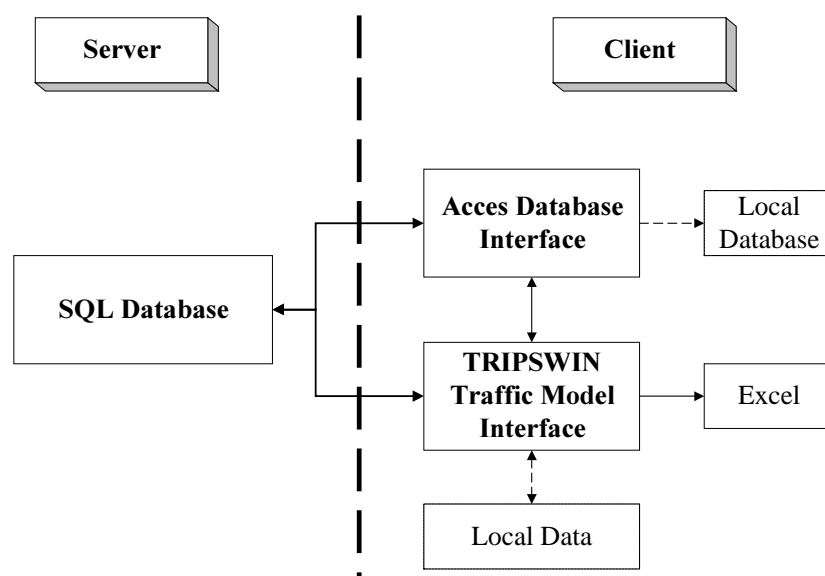 Server
Client
Acces Database
Interface
Local
Database
SQL Database
TRIPSWIN
Traffic Model
Interface
Excel
Local Data